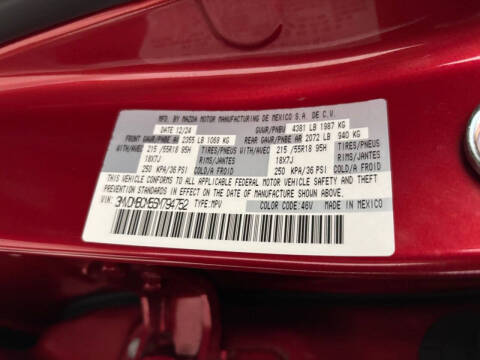 MFD. BY MAZDA MOTOR MANUFACTURING DE MEXICO S.A. DE C.V.
DATE 12/24 GVWR/PNBV 4381 LB 1987 KG
FRONT GAWR/PNBE AV 2355 LB 1068 KG REAR GAWR/PNBE AR 2072 LB 940 KG
WITH/AVEC 215/55R18 95H TIRES/PNEUS WITH/AVEC 215/55R18 95H TIRES/PNEUS
18X7J RIMS/JANTES 18X7J RIMS/JANTES
250 KPA/36 PSI COLD/A FROID 250 KPA/36 PSI COLD/A FROID
THIS VEHICLE CONFORMS TO ALL APPLICABLE FEDERAL MOTOR VEHICLE SAFETY AND THEFT
PREVENTION STANDARDS IN EFFECT ON THE DATE OF MANUFACTURE SHOWN ABOVE.
VIN: TYPE:MPV COLOR CODE:46V MADE IN MEXICO